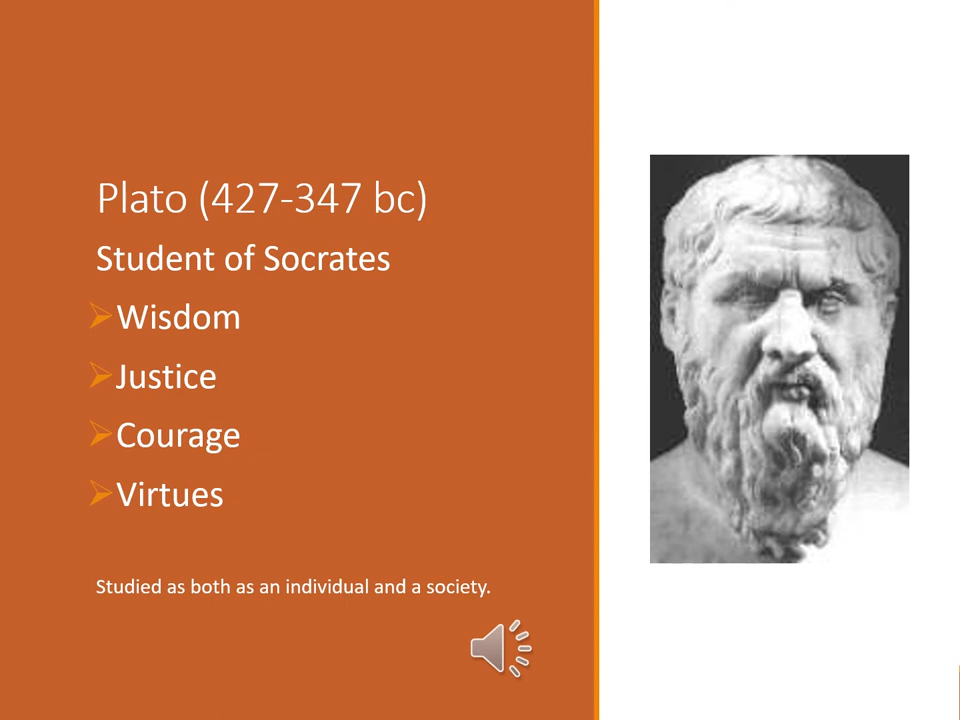 Plato (427-347 bc)
Student of Socrates
Wisdom
Justice
Courage
Virtues
Studied as both as an individual and a society.